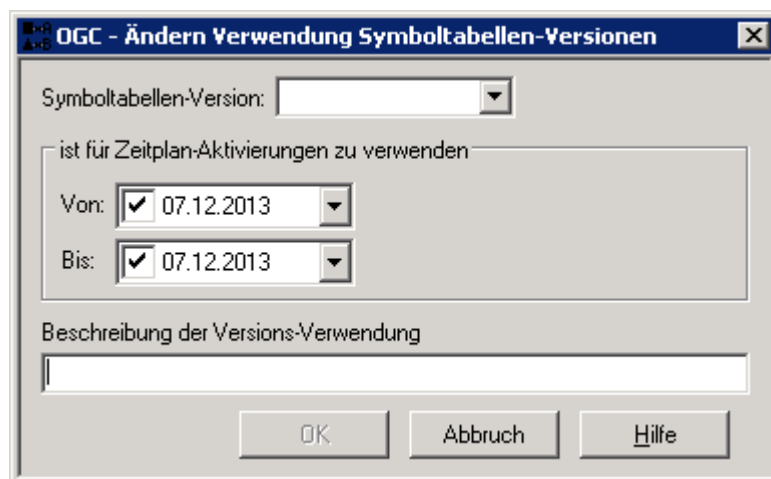 OGC - Ändern Verwendung Symboltabellen-Versionen
Symboltabellen-Version:
ist für Zeitplan-Aktivierungen zu verwenden
Von: 07.12.2013
Bis: 07.12.2013
Beschreibung der Versions-Verwendung
OK Abbruch Hilfe